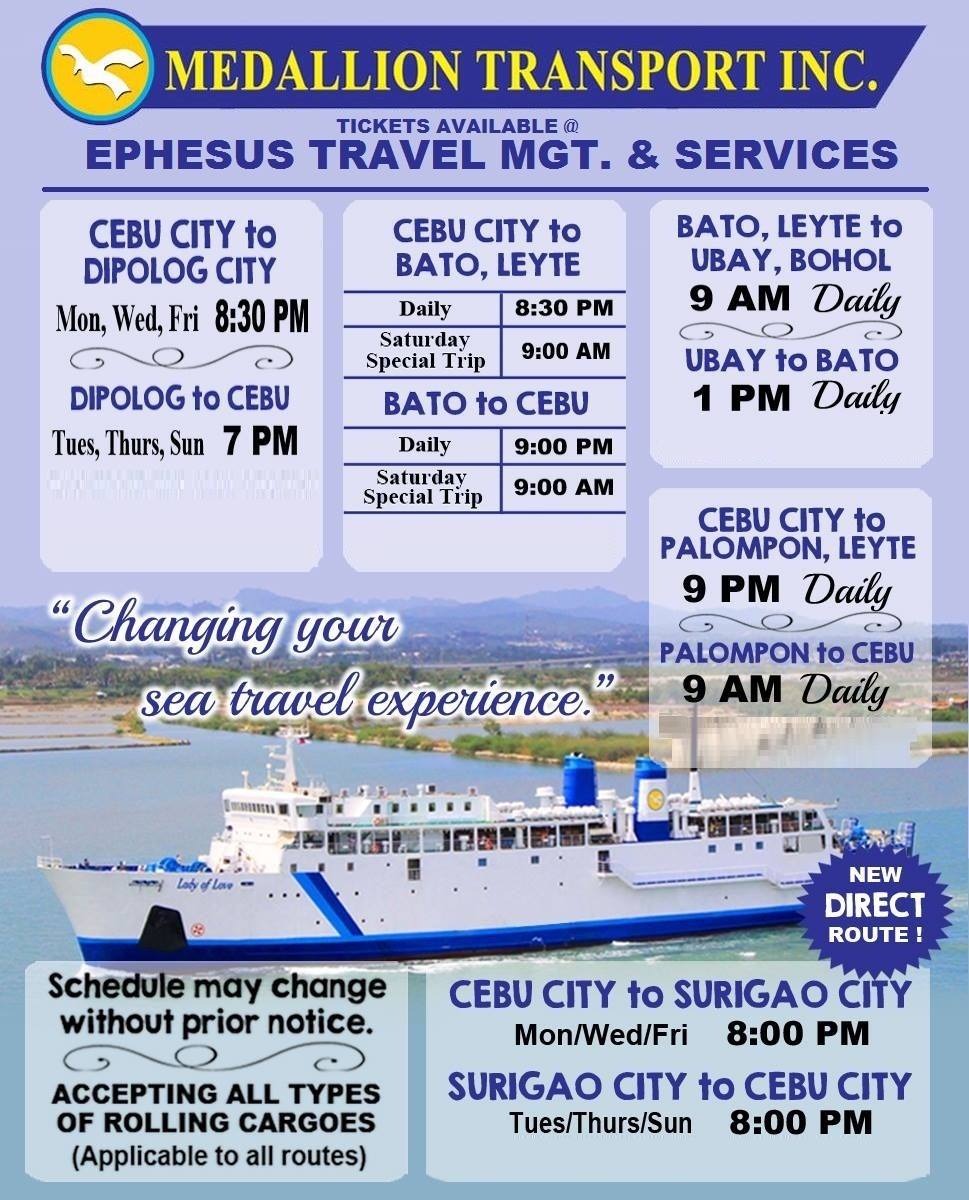 MEDALLION TRANSPORT INC.
TICKETS AVAILABLE @
EPHESUS TRAVEL MGT. & SERVICES
CEBU CITY to
DIPOLOG CITY
Mon, Wed, Fri 8:30 PM
DIPOLOG to CEBU
Tues, Thurs, Sun 7 PM
CEBU CITY to
BATO, LEYTE
Daily 8:30 PM
Saturday
Special Trip 9:00 AM
BATO to CEBU
Daily 9:00 PM
Saturday
Special Trip 9:00 AM
BATO, LEYTE to
UBAY, BOHOL
9 AM Daily
UBAY to BATO
1 PM Daily
CEBU CITY to
PALOMPON, LEYTE
9 PM Daily
PALOMPON to CEBU
9 AM Daily
"Changing your
sea travel experience."
Lady of Love
NEW
DIRECT
ROUTE !
Schedule may change
without prior notice.
ACCEPTING ALL TYPES
OF ROLLING CARGOES
(Applicable to all routes)
CEBU CITY to SURIGAO CITY
Mon/Wed/Fri 8:00 PM
SURIGAO CITY to CEBU CITY
Tues/Thurs/Sun 8:00 PM